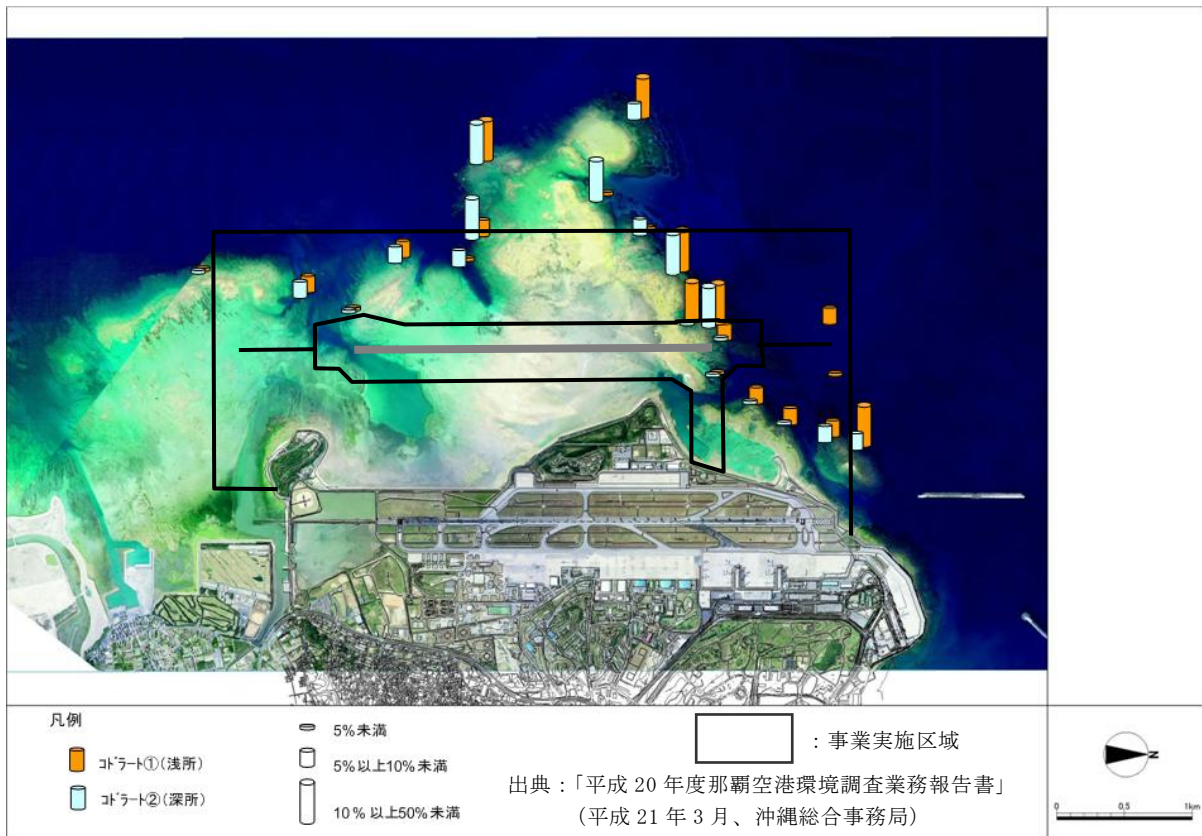 凡例
コドラート①(浅所)
コドラート②(深所)
5%未満
5%以上10%未満
10%以上50%未満
:事業実施区域
出典:「平成 20 年度那覇空港環境調査業務報告書」
(平成 21 年 3 月、沖縄総合事務局)
N
0 0.5 1km